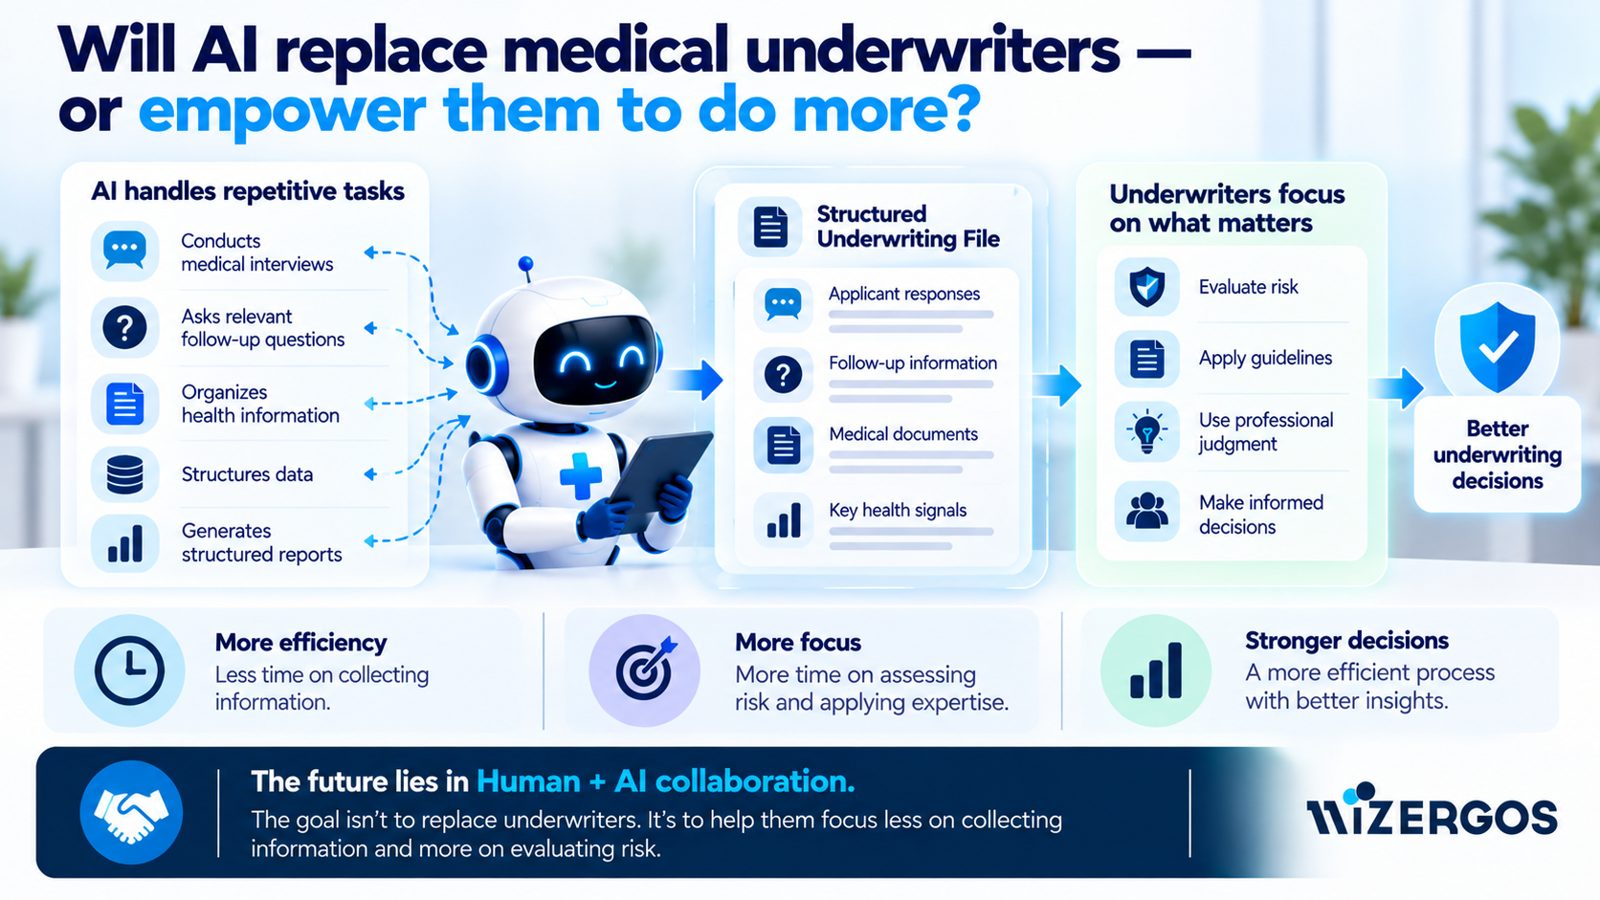 Will AI replace medical underwriters —
or empower them to do more?
AI handles repetitive tasks
Conducts
medical interviews
Asks relevant
follow-up questions
Organizes
health information
Structures data
Generates
structured reports
Structured
Underwriting File
Applicant responses
Follow-up information
Medical documents
Key health signals
Underwriters focus
on what matters
Evaluate risk
Apply guidelines
Use professional
judgment
Make informed
decisions
Better
underwriting
decisions
More efficiency
Less time on collecting
information.
More focus
More time on assessing
risk and applying expertise.
Stronger decisions
A more efficient process
with better insights.
The future lies in Human + AI collaboration.
The goal isn't to replace underwriters. It's to help them focus less on collecting
information and more on evaluating risk.
WIZERGOS